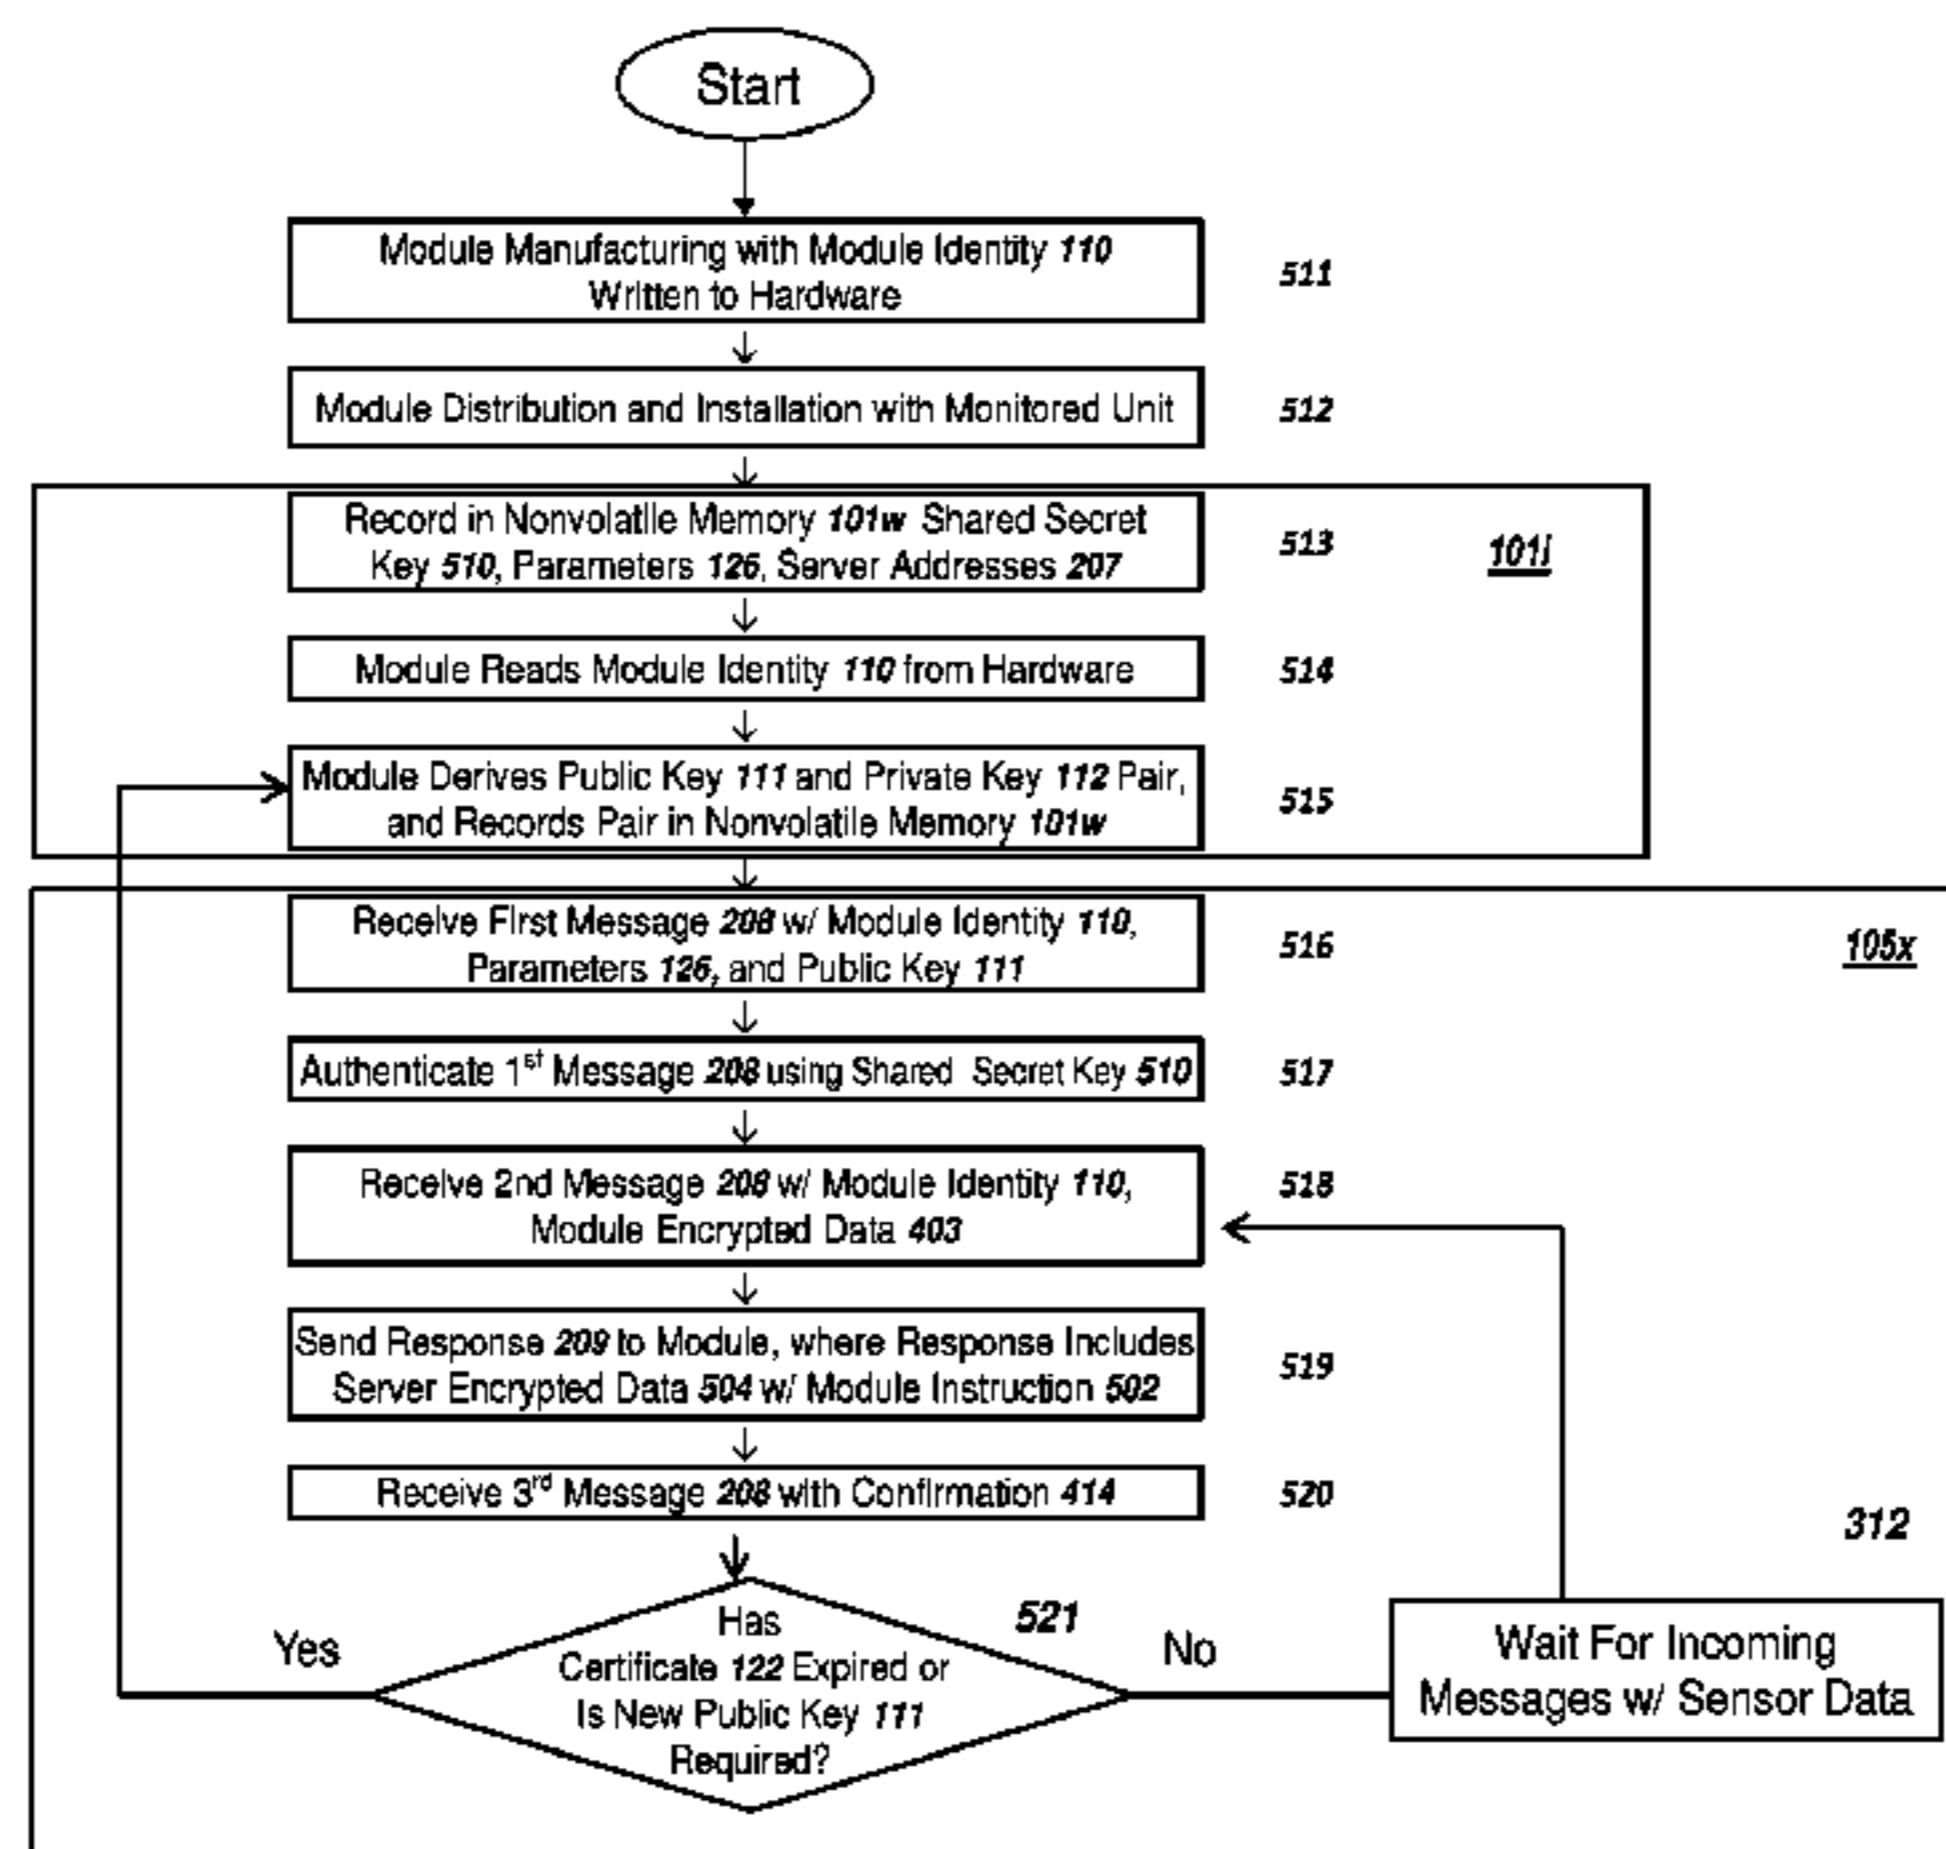 Start
Module Manufacturing with Module Identity 110
Written to Hardware
511
Module Distribution and Installation with Monitored Unit
512
Record in Nonvolatile Memory 101w Shared Secret
Key 510, Parameters 126, Server Addresses 207
513
101j
Module Reads Module Identity 110 from Hardware
514
Module Derives Public Key 111 and Private Key 112 Pair,
and Records Pair in Nonvolatile Memory 101w
515
Receive First Message 208 w/ Module Identity 110,
Parameters 126, and Public Key 111
516
105x
Authenticate 1st Message 208 using Shared Secret Key 510
517
Receive 2nd Message 208 w/ Module Identity 110,
Module Encrypted Data 403
518
Send Response 209 to Module, where Response Includes
Server Encrypted Data 504 w/ Module Instruction 502
519
Receive 3rd Message 208 with Confirmation 414
520
312
Has
Certificate 122 Expired or
Is New Public Key 111
Required?
521
Yes
No
Wait For Incoming
Messages w/ Sensor Data